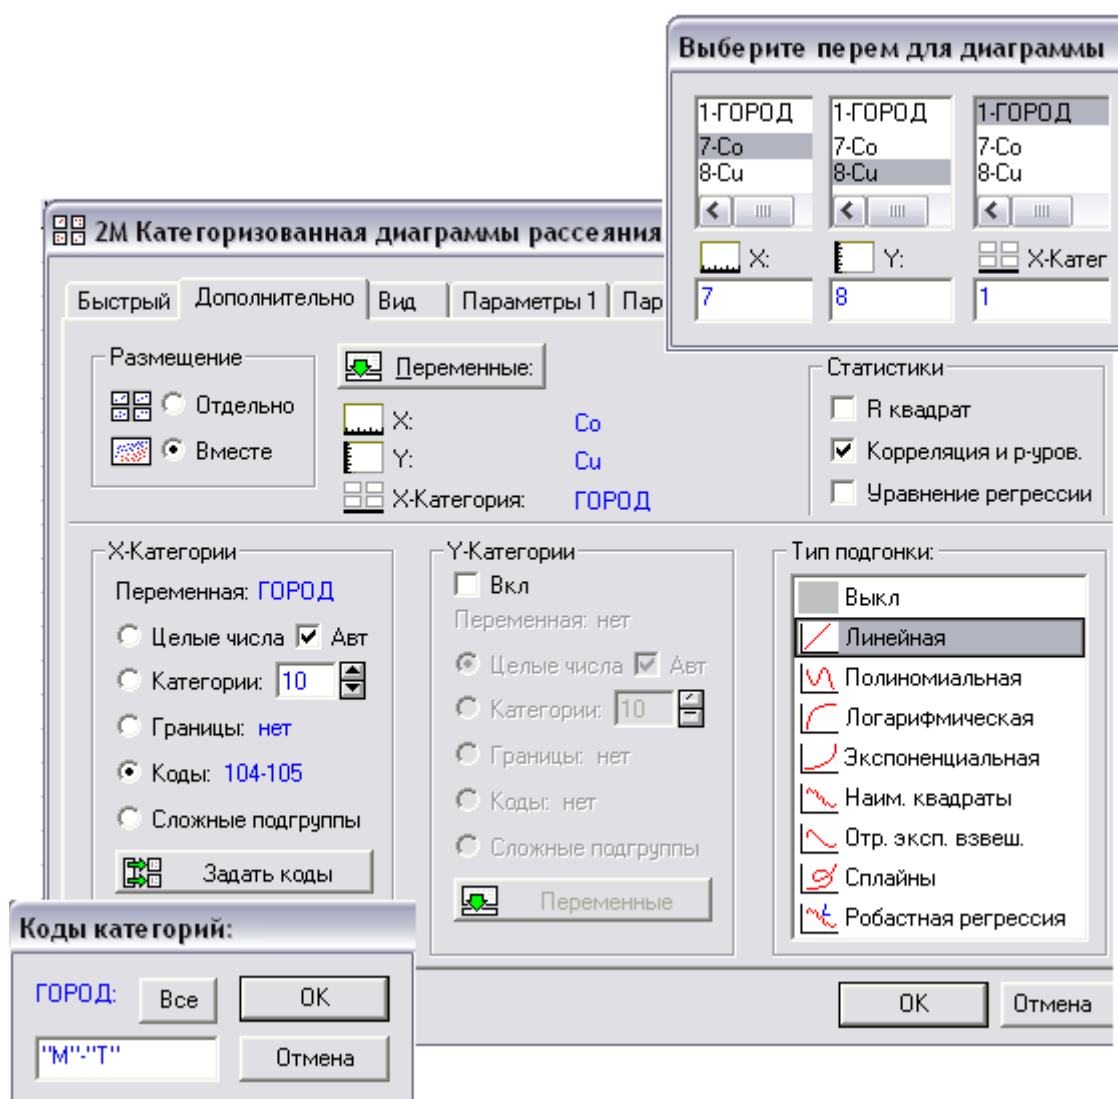 Выберите перем для диаграммы
1-ГОРОД
7-Co
8-Cu
1-ГОРОД
7-Co
8-Cu
1-ГОРОД
7-Co
8-Cu
X:
Y:
X-Катег
7
8
1
2М Категоризованная диаграммы рассеяния
Быстрый
Дополнительно
Вид
Параметры 1
Пар
Размещение
Отдельно
Вместе
Переменные:
X:
Co
Y:
Cu
X-Категория:
ГОРОД
Статистики
R квадрат
Корреляция и p-уров.
Уравнение регрессии
X-Категории
Переменная: ГОРОД
Целые числа
Авт
Категории: 10
Границы: нет
Коды: 104-105
Сложные подгруппы
Задать коды
Y-Категории
Вкл
Переменная: нет
Целые числа
Авт
Категории: 10
Границы: нет
Коды: нет
Сложные подгруппы
Переменные
Тип подгонки:
Выкл
Линейная
Полиномиальная
Логарифмическая
Экспоненциальная
Наим. квадраты
Отр. эксп. взвеш.
Сплайны
Робастная регрессия
OK
Отмена
Коды категорий:
ГОРОД:
Все
OK
"М"-"Т"
Отмена